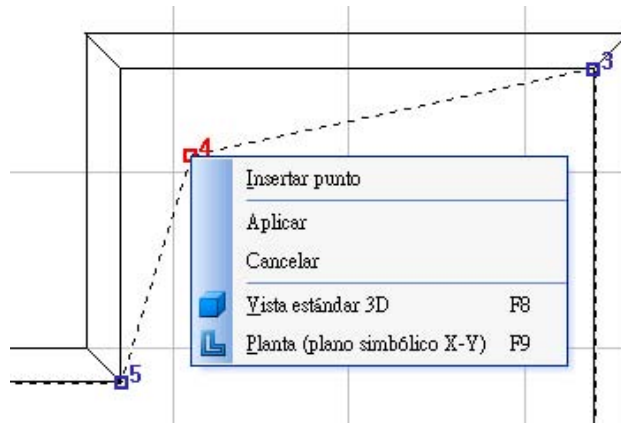 3
4
Insertar punto
Aplicar
Cancelar
Vista estándar 3D F8
Planta (plano simbólico X-Y) F9
5